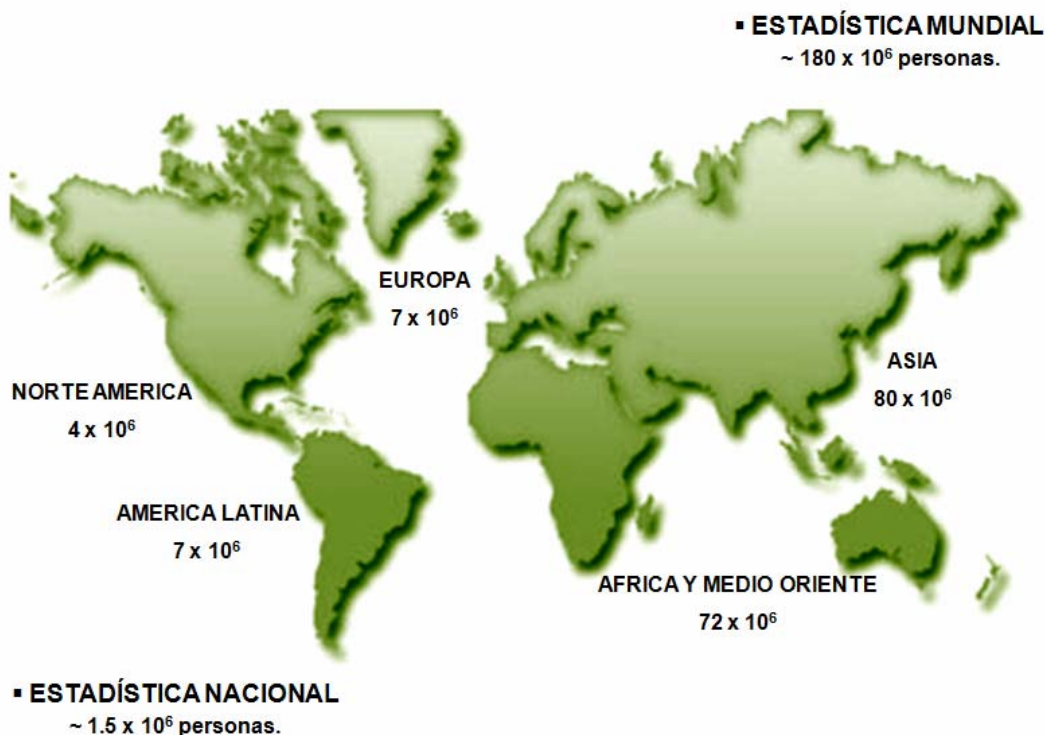 ▪ ESTADÍSTICA MUNDIAL
~ 180 x 10⁶ personas.
EUROPA
7 x 10⁶
ASIA
80 x 10⁶
NORTE AMERICA
4 x 10⁶
AMERICA LATINA
7 x 10⁶
AFRICA Y MEDIO ORIENTE
72 x 10⁶
▪ ESTADÍSTICA NACIONAL
~ 1.5 x 10⁶ personas.